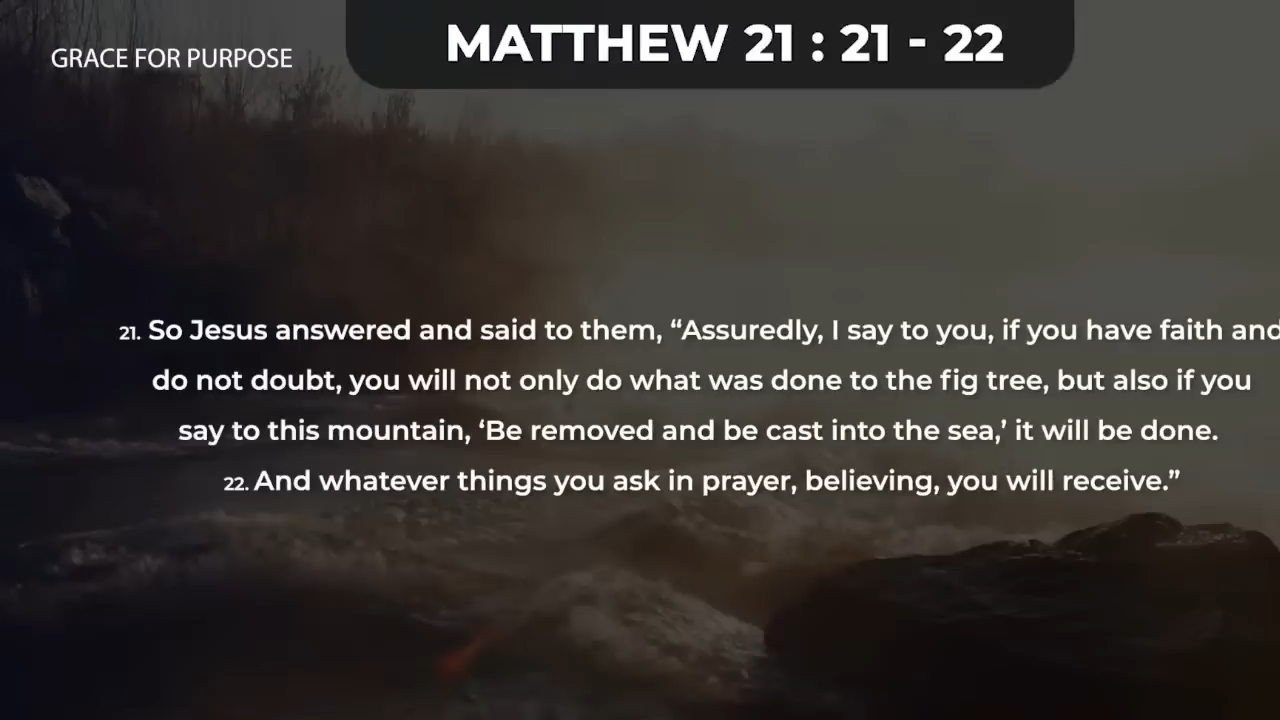 GRACE FOR PURPOSE
MATTHEW 21 : 21 - 22
21. So Jesus answered and said to them, “Assuredly, I say to you, if you have faith and
do not doubt, you will not only do what was done to the fig tree, but also if you
say to this mountain, ‘Be removed and be cast into the sea,’ it will be done.
22. And whatever things you ask in prayer, believing, you will receive.”